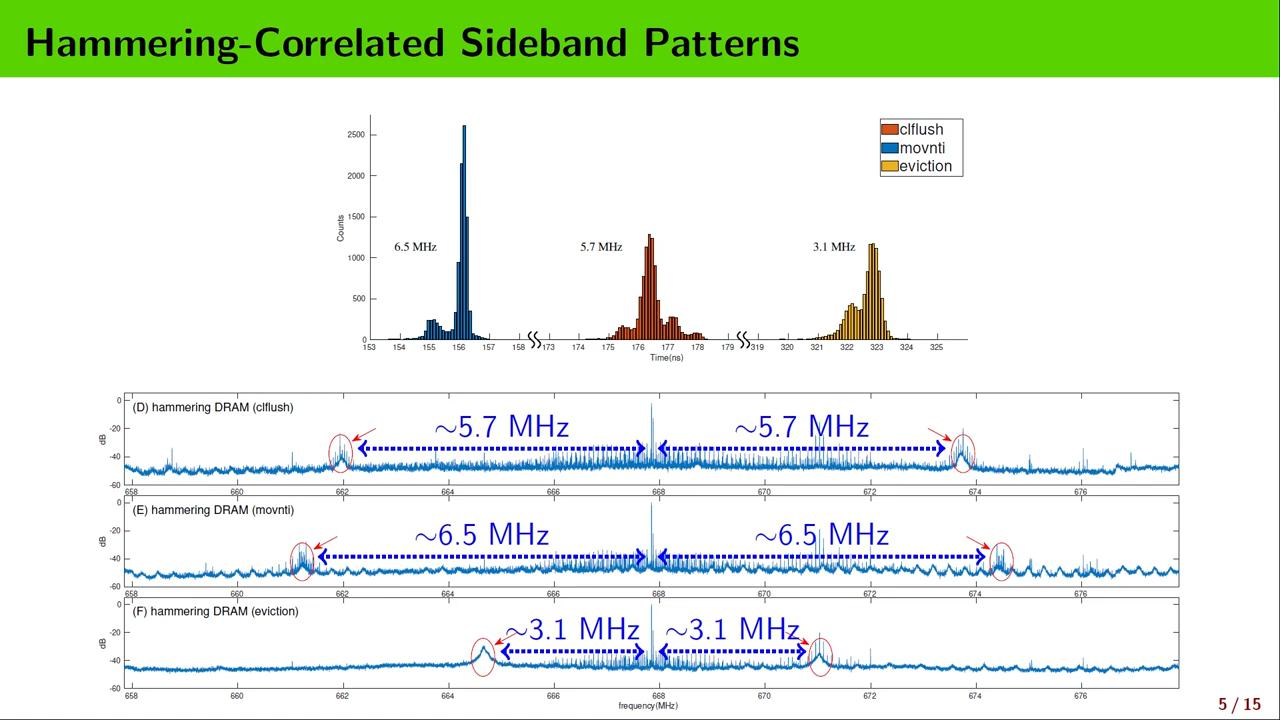 Hammering-Correlated Sideband Patterns
2500
2000
1500
1000
500
0
Counts
6.5 MHz
5.7 MHz
3.1 MHz
clflush
movnti
eviction
153 154 155 156 157 158 173 174 175 176 177 178 179 319 320 321 322 323 324 325
Time(ns)
(D) hammering DRAM (clflush)
~5.7 MHz ~5.7 MHz
0
-20
-40
-60
dB
658 660 662 664 666 668 670 672 674 676
(E) hammering DRAM (movnti)
~6.5 MHz ~6.5 MHz
0
-20
-40
-60
dB
658 660 662 664 666 668 670 672 674 676
(F) hammering DRAM (eviction)
~3.1 MHz ~3.1 MHz
0
-20
-40
-60
dB
658 660 662 664 666 668 670 672 674 676
frequency(MHz)
5 / 15